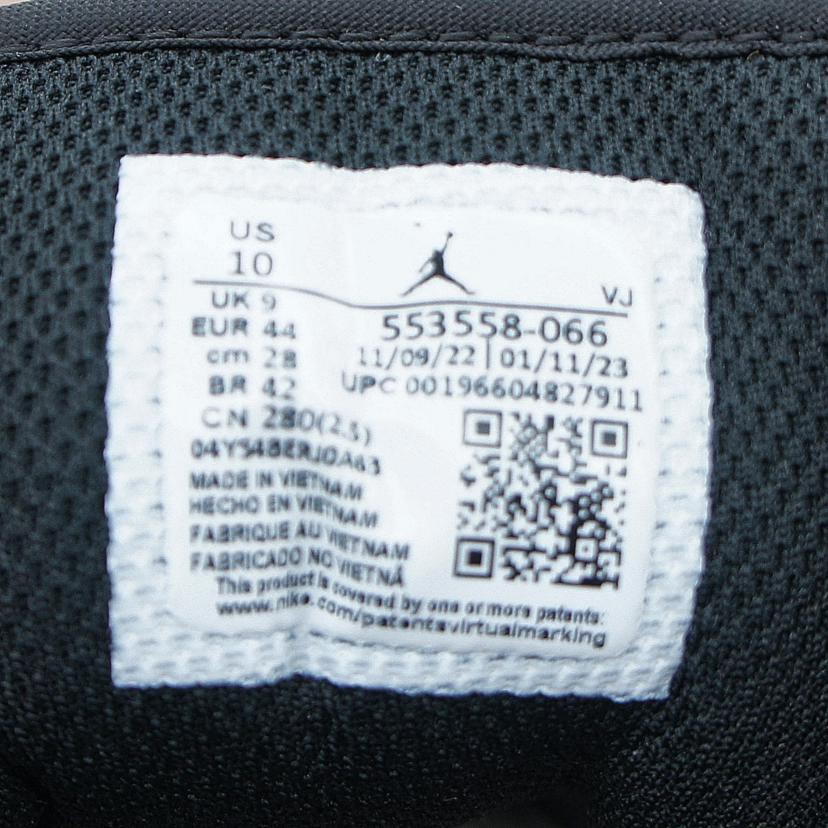 US
10
VJ
UK 9
EUR 44
cm 28
BR 42
CN 280(2.5)
553558-066
11/09/22 | 01/11/23
UPC 00196604827911
MADE IN VIETNAM
HECHO EN VIETNAM
FABRIQUE AU VIETNAM
FABRICADO NO VIETNÃ
This product is covered by one or more patents:
www.nike.com/patentsvirtualmarking